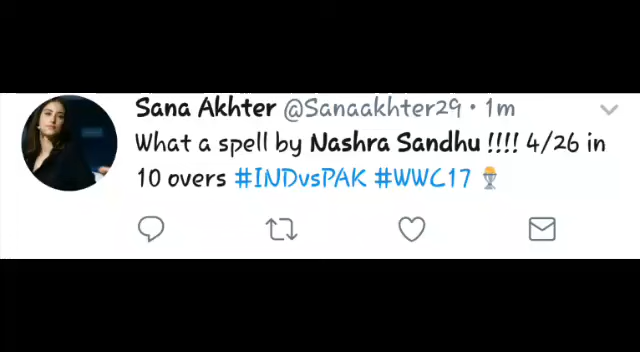 Sana Akhter @Sanaakhter29 • 1m
What a spell by Nashra Sandhu !!!! 4/26 in
10 overs #INDvsPAK #WWC17